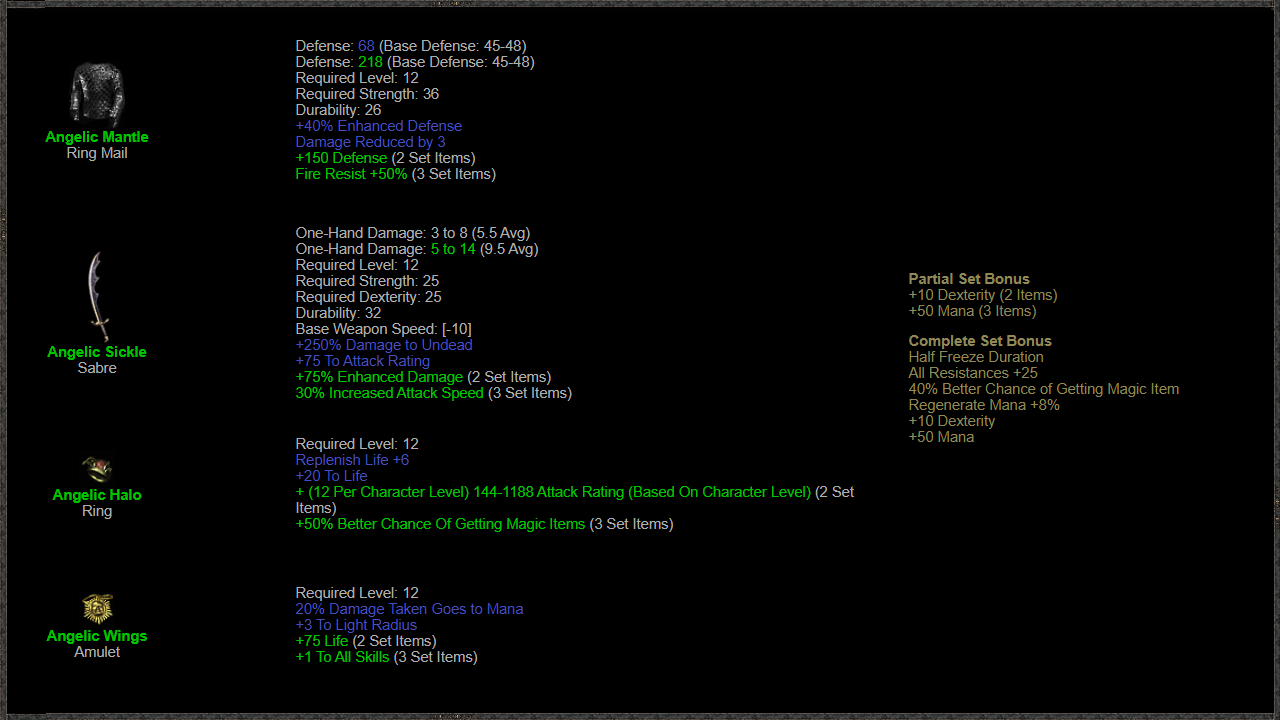 Angelic Mantle
Ring Mail
Defense: 68 (Base Defense: 45-48)
Defense: 218 (Base Defense: 45-48)
Required Level: 12
Required Strength: 36
Durability: 26
+40% Enhanced Defense
Damage Reduced by 3
+150 Defense (2 Set Items)
Fire Resist +50% (3 Set Items)
Angelic Sickle
Sabre
One-Hand Damage: 3 to 8 (5.5 Avg)
One-Hand Damage: 5 to 14 (9.5 Avg)
Required Level: 12
Required Strength: 25
Required Dexterity: 25
Durability: 32
Base Weapon Speed: [-10]
+250% Damage to Undead
+75 To Attack Rating
+75% Enhanced Damage (2 Set Items)
30% Increased Attack Speed (3 Set Items)
Angelic Halo
Ring
Required Level: 12
Replenish Life +6
+20 To Life
+ (12 Per Character Level) 144-1188 Attack Rating (Based On Character Level) (2 Set
Items)
+50% Better Chance Of Getting Magic Items (3 Set Items)
Angelic Wings
Amulet
Required Level: 12
20% Damage Taken Goes to Mana
+3 To Light Radius
+75 Life (2 Set Items)
+1 To All Skills (3 Set Items)
Partial Set Bonus
+10 Dexterity (2 Items)
+50 Mana (3 Items)
Complete Set Bonus
Half Freeze Duration
All Resistances +25
40% Better Chance of Getting Magic Item
Regenerate Mana +8%
+10 Dexterity
+50 Mana